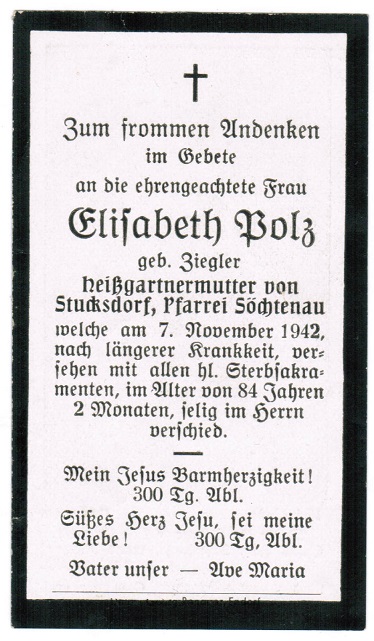 Zum frommen Andenken
im Gebete
an die ehrengeachtete Frau
Elisabeth Polz
geb. Ziegler
Heißgartnermutter von
Stucksdorf, Pfarrei Söchtenau
welche am 7. November 1942,
nach längerer Krankkeit, ver-
sehen mit allen hl. Sterbsakra-
menten, im Alter von 84 Jahren
2 Monaten, selig im Herrn
verschied.
Mein Jesus Barmherzigkeit!
300 Tg. Abl.
Süßes Herz Jesu, sei meine
Liebe! 300 Tg, Abl.
Vater unser — Ave Maria